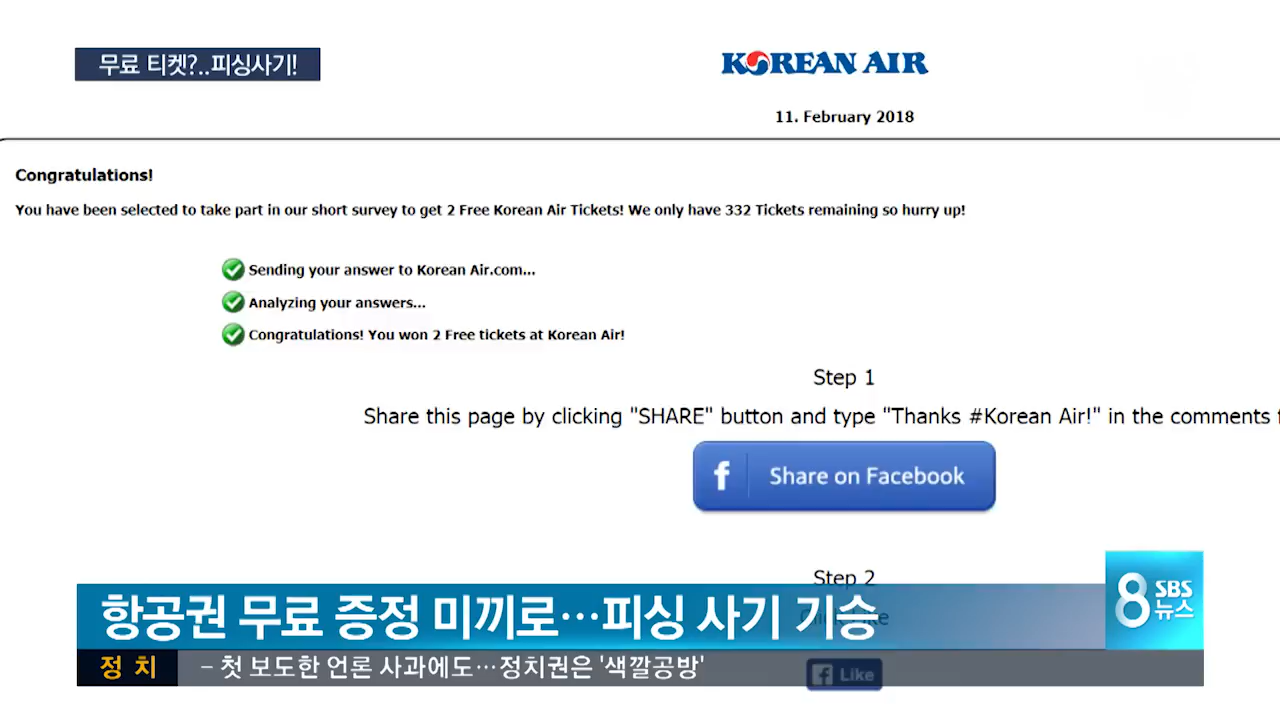 무료 티켓?..피싱사기!
KOREAN AIR
11. February 2018
Congratulations!
You have been selected to take part in our short survey to get 2 Free Korean Air Tickets! We only have 332 Tickets remaining so hurry up!
Sending your answer to Korean Air.com...
Analyzing your answers...
Congratulations! You won 2 Free tickets at Korean Air!
Step 1
Share this page by clicking "SHARE" button and type "Thanks #Korean Air!" in the comments
f Share on Facebook
Step 2
항공권 무료 증정 미끼로…피싱 사기 기승
8 SBS 뉴스
정치 – 첫 보도한 언론 사과에도…정치권은 '색깔공방'
f Like